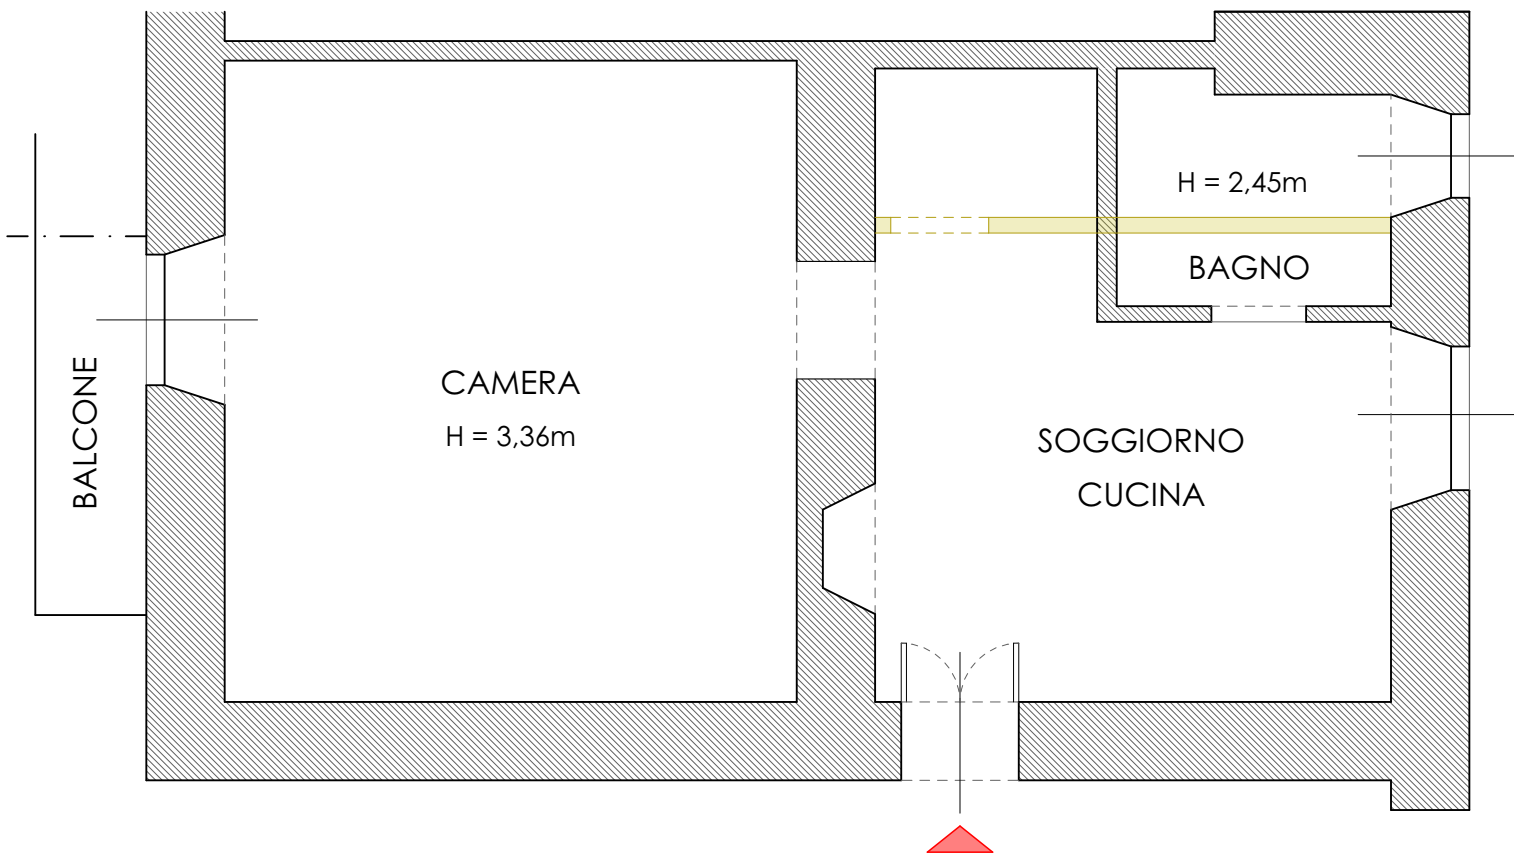 BALCONE
CAMERA
H = 3,36m
H = 2,45m
BAGNO
SOGGIORNO
CUCINA